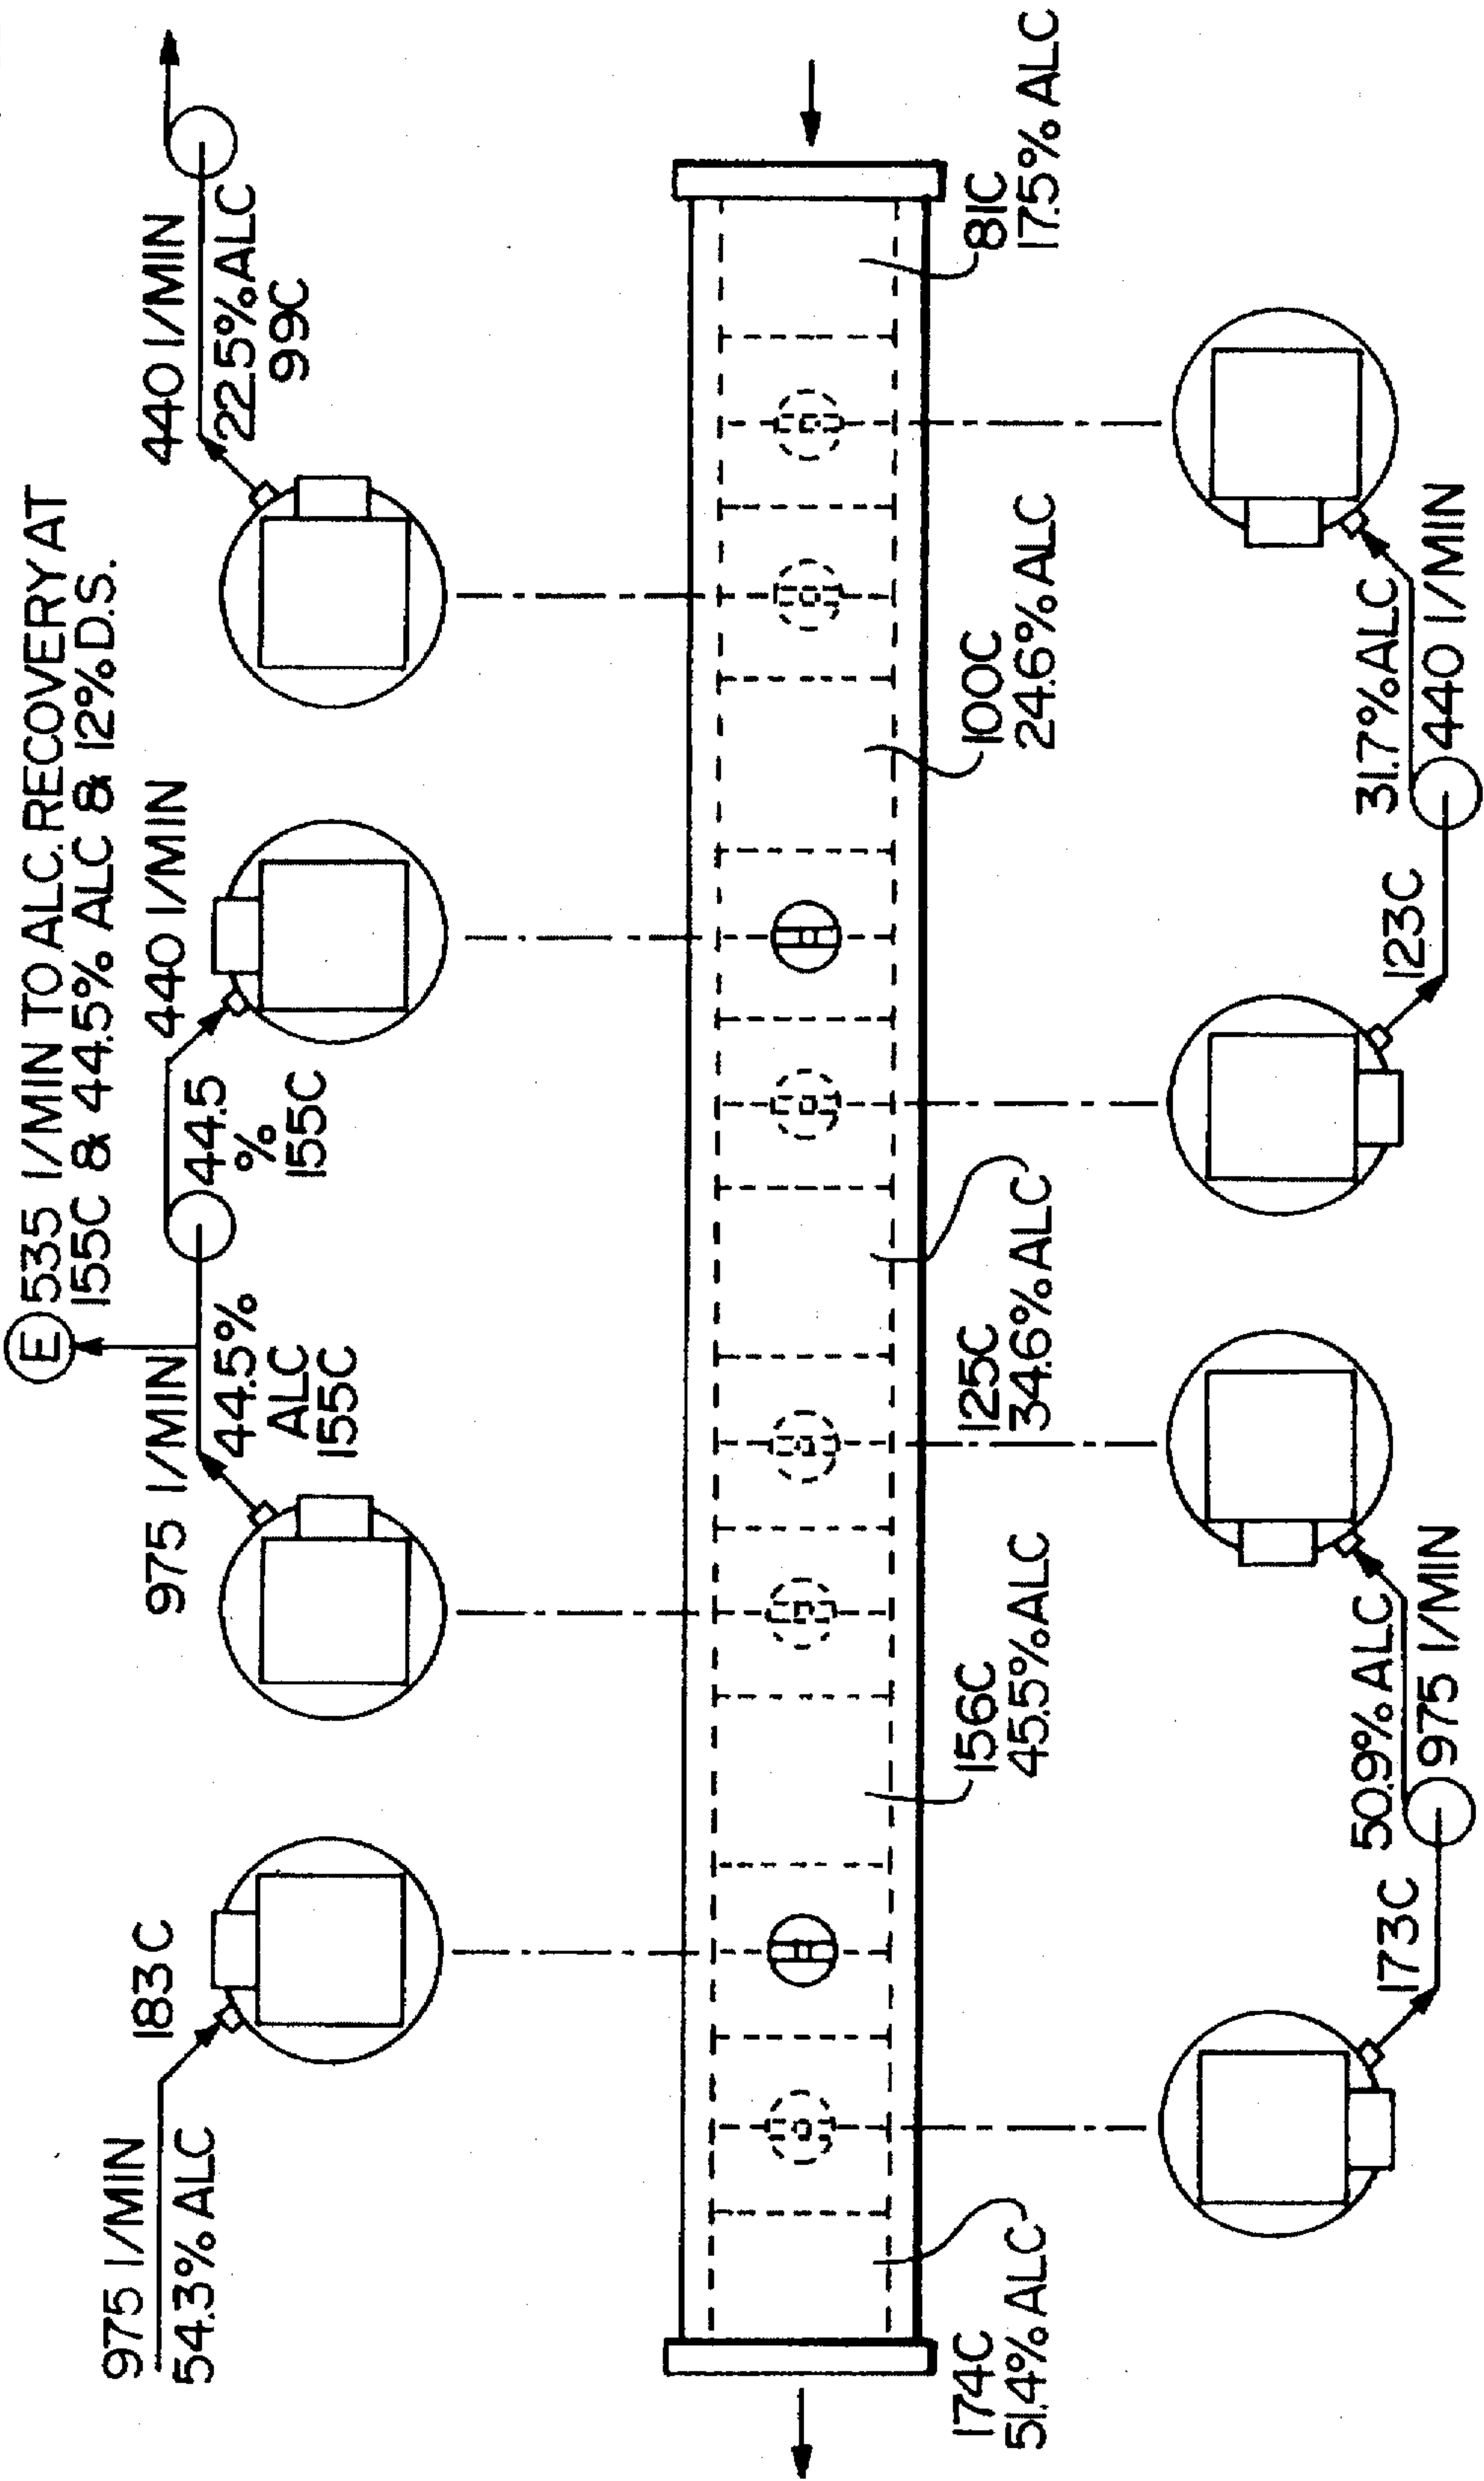 E
535 l/MIN TO ALC. RECOVERY AT
155C & 44.5% ALC & 12% D.S.
975 l/MIN
54.3% ALC
183C
975 l/MIN
44.5%
ALC
155C
44.5
%
155C
440 l/MIN
440 l/MIN
22.5% ALC
99C
174C
51.4% ALC
156C
45.5% ALC
125C
34.6% ALC
100C
24.6% ALC
81C
17.5% ALC
173C
50.9% ALC
975 l/MIN
123C
31.7% ALC
440 l/MIN